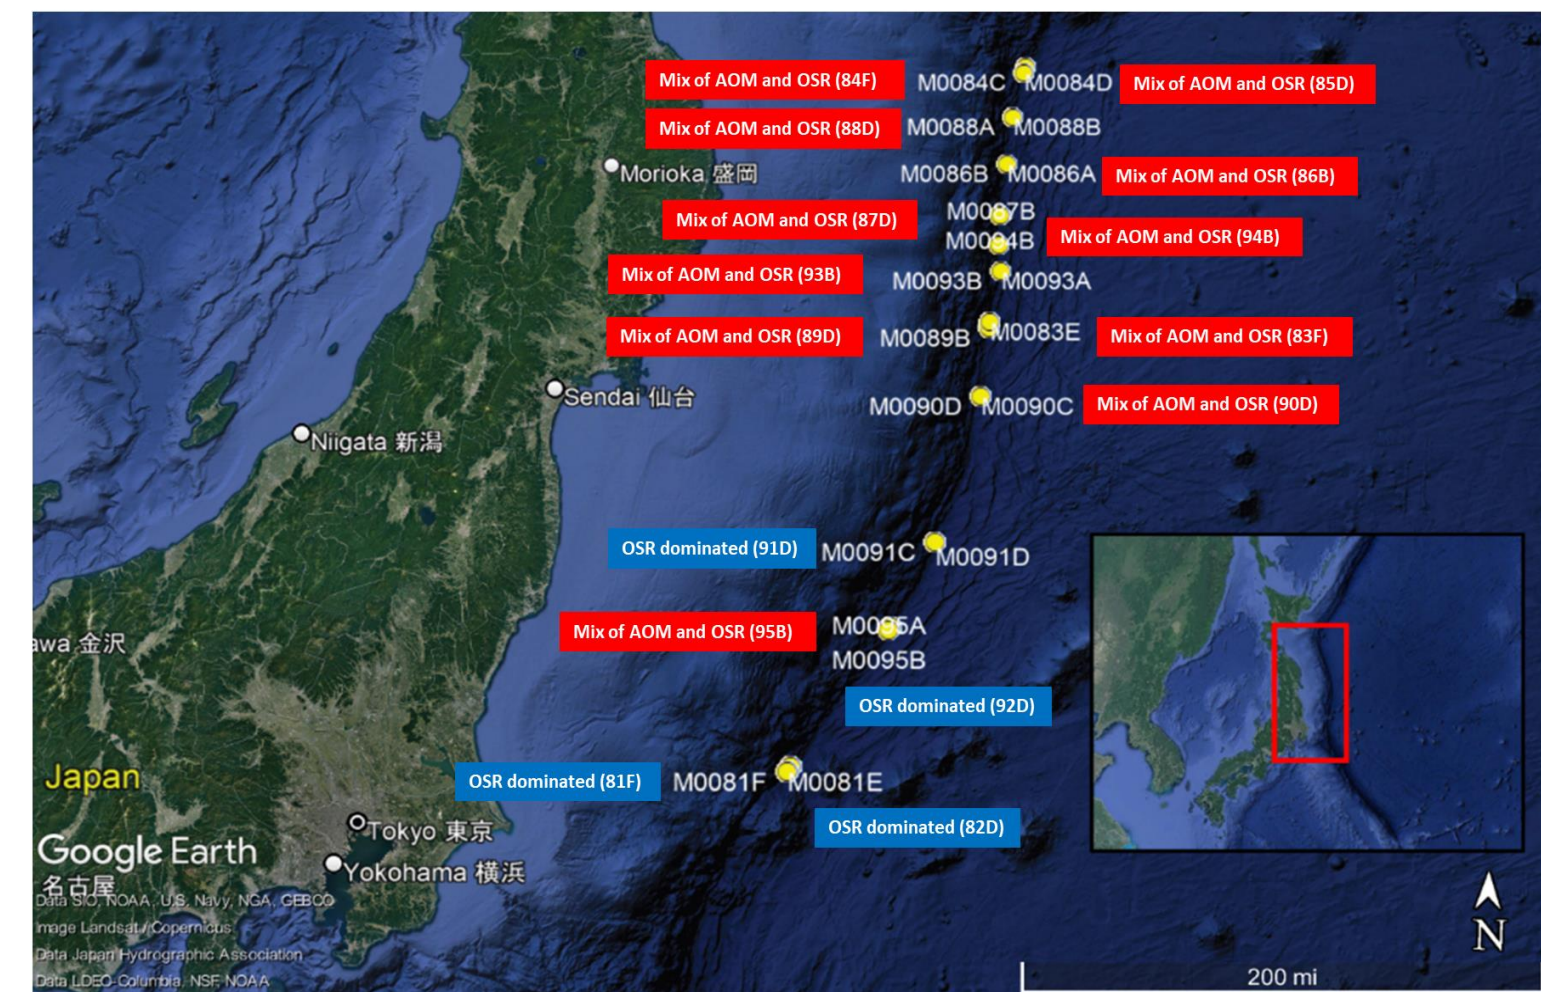 Mix of AOM and OSR (84F)
M0084C
M0084D
Mix of AOM and OSR (85D)
Mix of AOM and OSR (88D)
M0088A
M0088B
Morioka 盛岡
M0086B
M0086A
Mix of AOM and OSR (86B)
Mix of AOM and OSR (87D)
M0087B
M0094B
Mix of AOM and OSR (94B)
Mix of AOM and OSR (93B)
M0093B
M0093A
Mix of AOM and OSR (89D)
M0089B
M0083E
Mix of AOM and OSR (83F)
Sendai 仙台
M0090D
M0090C
Mix of AOM and OSR (90D)
Niigata 新潟
OSR dominated (91D)
M0091C
M0091D
awa 金沢
Mix of AOM and OSR (95B)
M0095A
M0095B
OSR dominated (92D)
Japan
OSR dominated (81F)
M0081F
M0081E
OSR dominated (82D)
Tokyo 東京
Google Earth
Yokohama 横浜
名古屋
Data SIO, NOAA, U.S. Navy, NGA, GEBCO
Image Landsat / Copernicus
Data Japan Hydrographic Association
Data LDEO-Columbia, NSF, NOAA
N
200 mi